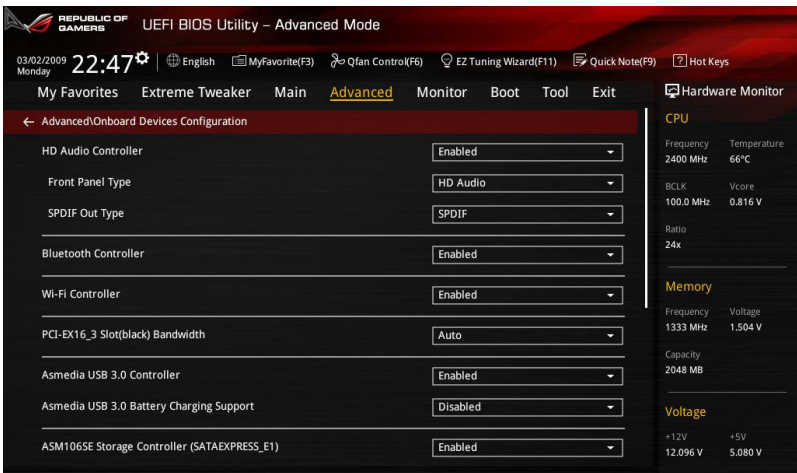 REPUBLIC OF
GAMERS
UEFI BIOS Utility – Advanced Mode
03/02/2009
Monday
22:47
English
MyFavorite(F3)
Qfan Control(F6)
EZ Tuning Wizard(F11)
Quick Note(F9)
? Hot Keys
My Favorites Extreme Tweaker Main Advanced Monitor Boot Tool Exit
← Advanced\Onboard Devices Configuration
HD Audio Controller Enabled
Front Panel Type HD Audio
SPDIF Out Type SPDIF
Bluetooth Controller Enabled
Wi-Fi Controller Enabled
PCI-EX16_3 Slot(black) Bandwidth Auto
Asmedia USB 3.0 Controller Enabled
Asmedia USB 3.0 Battery Charging Support Disabled
ASM106SE Storage Controller (SATAEXPRESS_E1) Enabled
Hardware Monitor
CPU
Frequency Temperature
2400 MHz 66°C
BCLK Vcore
100.0 MHz 0.816 V
Ratio
24x
Memory
Frequency Voltage
1333 MHz 1.504 V
Capacity
2048 MB
Voltage
+12V +5V
12.096 V 5.080 V